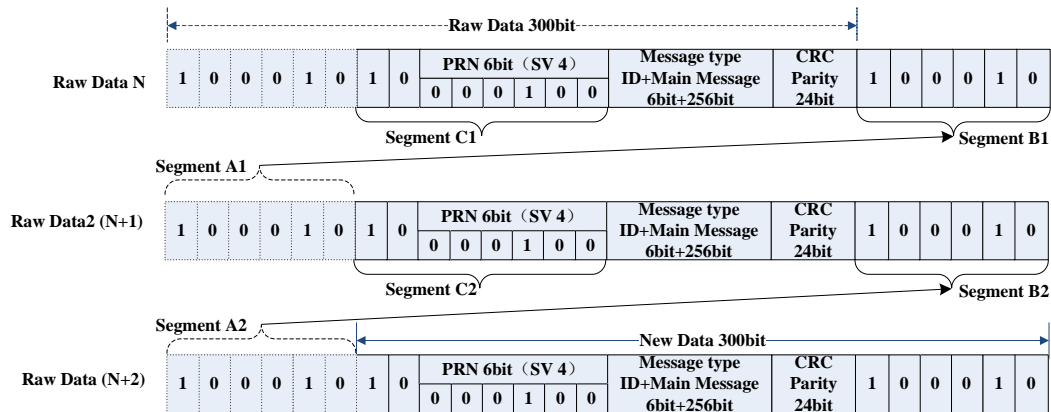 Raw Data 300bit
Raw Data N
1 0 0 0 1 0 1 0
PRN 6bit（SV 4）
0 0 0 1 0 0
Message type
ID+Main Message
6bit+256bit
CRC
Parity
24bit
1 0 0 0 1 0
Segment C1
Segment B1
Segment A1
Raw Data2 (N+1)
1 0 0 0 1 0 1 0
PRN 6bit（SV 4）
0 0 0 1 0 0
Message type
ID+Main Message
6bit+256bit
CRC
Parity
24bit
1 0 0 0 1 0
Segment C2
Segment B2
Segment A2
New Data 300bit
Raw Data (N+2)
1 0 0 0 1 0 1 0
PRN 6bit（SV 4）
0 0 0 1 0 0
Message type
ID+Main Message
6bit+256bit
CRC
Parity
24bit
1 0 0 0 1 0